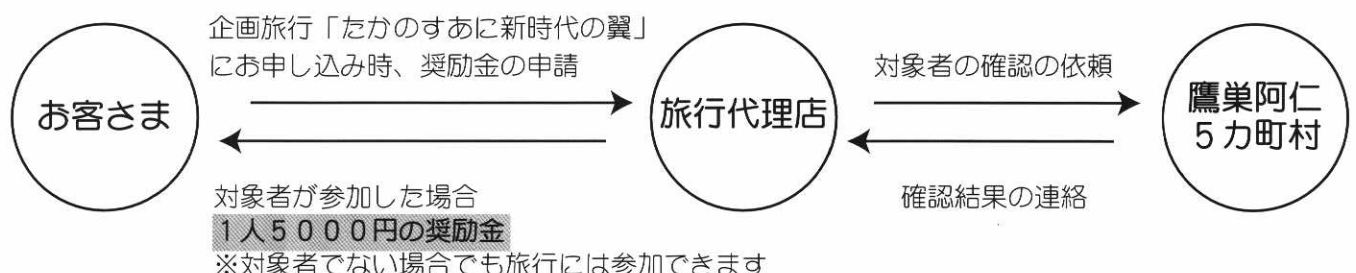 企画旅行「たかのすあに新時代の翼」
にお申し込み時、奨励金の申請
お客さま
旅行代理店
対象者の確認の依頼
鷹巣阿仁
5カ町村
対象者が参加した場合
1人5000円の奨励金
※対象者でない場合でも旅行には参加できます
確認結果の連絡